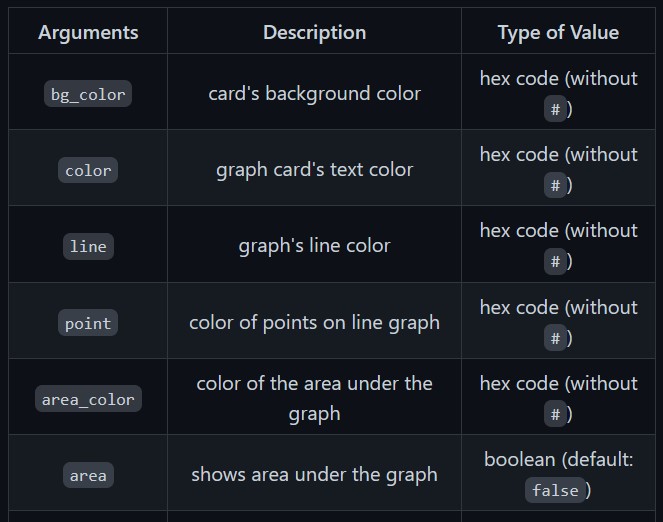 Arguments Description Type of Value
bg_color card's background color hex code (without
#)
color graph card's text color hex code (without
#)
line graph's line color hex code (without
#)
point color of points on line graph hex code (without
#)
area_color color of the area under the
graph hex code (without
#)
area shows area under the graph boolean (default:
false)